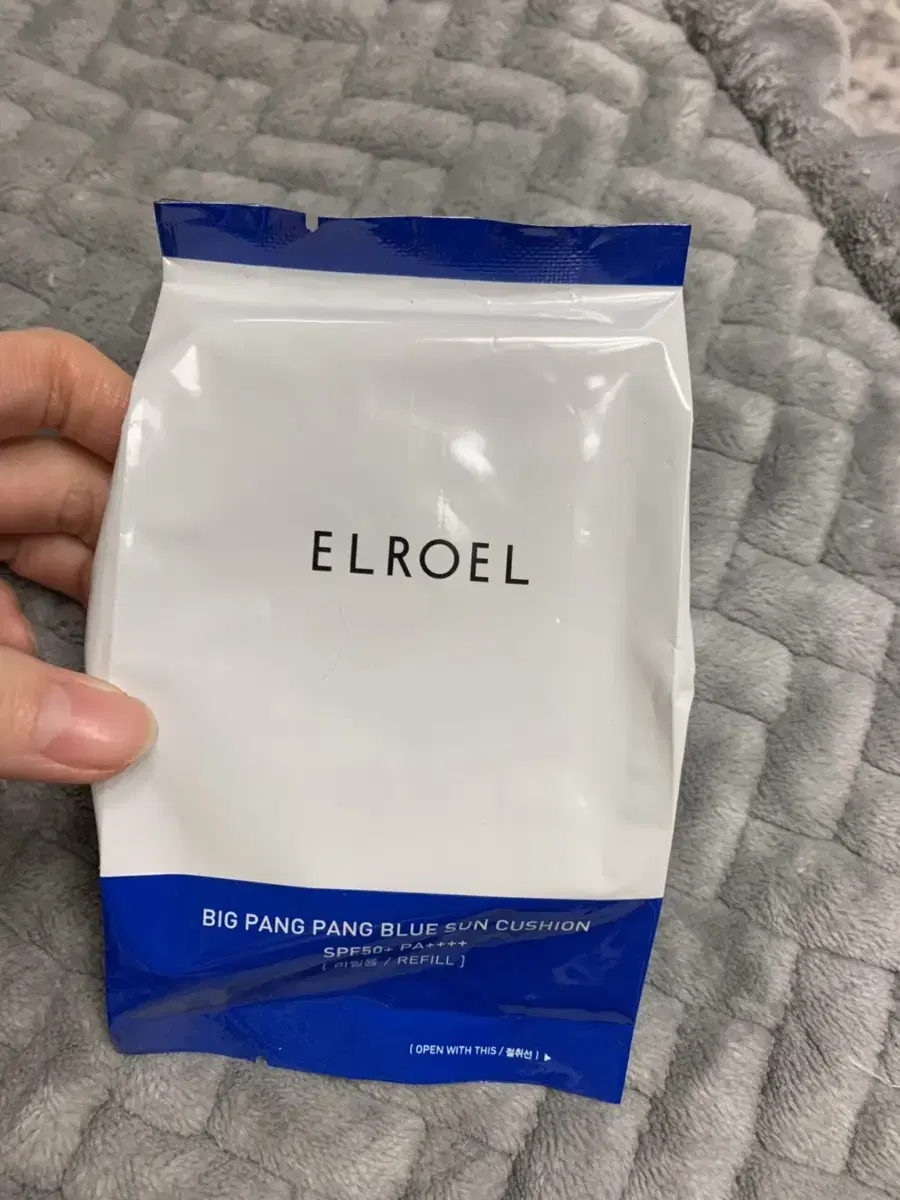 ELROEL
BIG PANG PANG BLUE SUN CUSHION
SPF50+ PA++++
[ 리필용 / REFILL ]
[ OPEN WITH THIS / 절취선 ] ▶